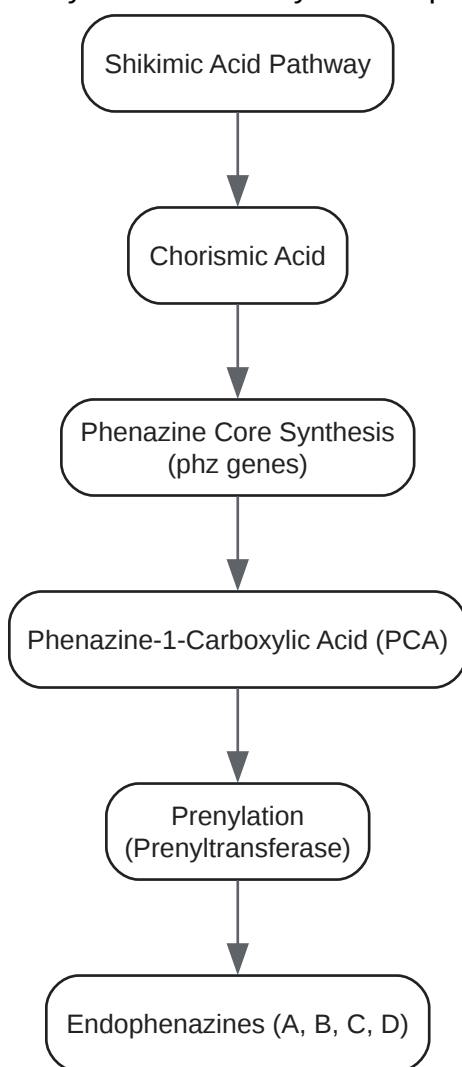 Shikimic Acid Pathway
Chorismic Acid
Phenazine Core Synthesis
(phz genes)
Phenazine-1-Carboxylic Acid (PCA)
Prenylation
(Prenyltransferase)
Endophenazines (A, B, C, D)